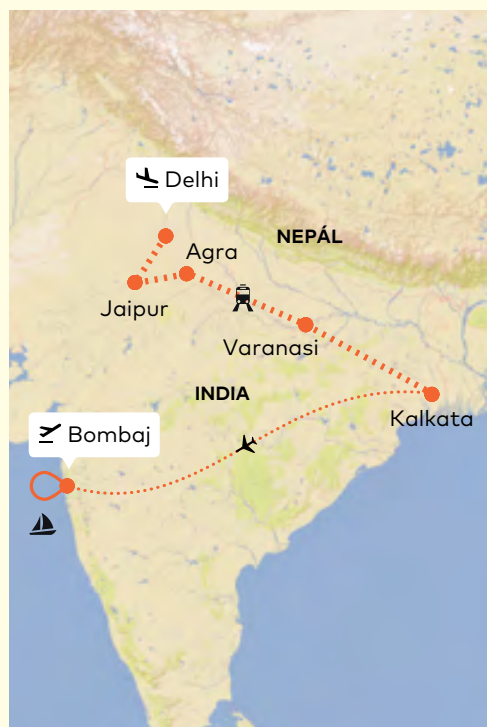 Delhi
NEPÁL
Agra
Jaipur
Varanasi
INDIA
Kalkata
Bombaj